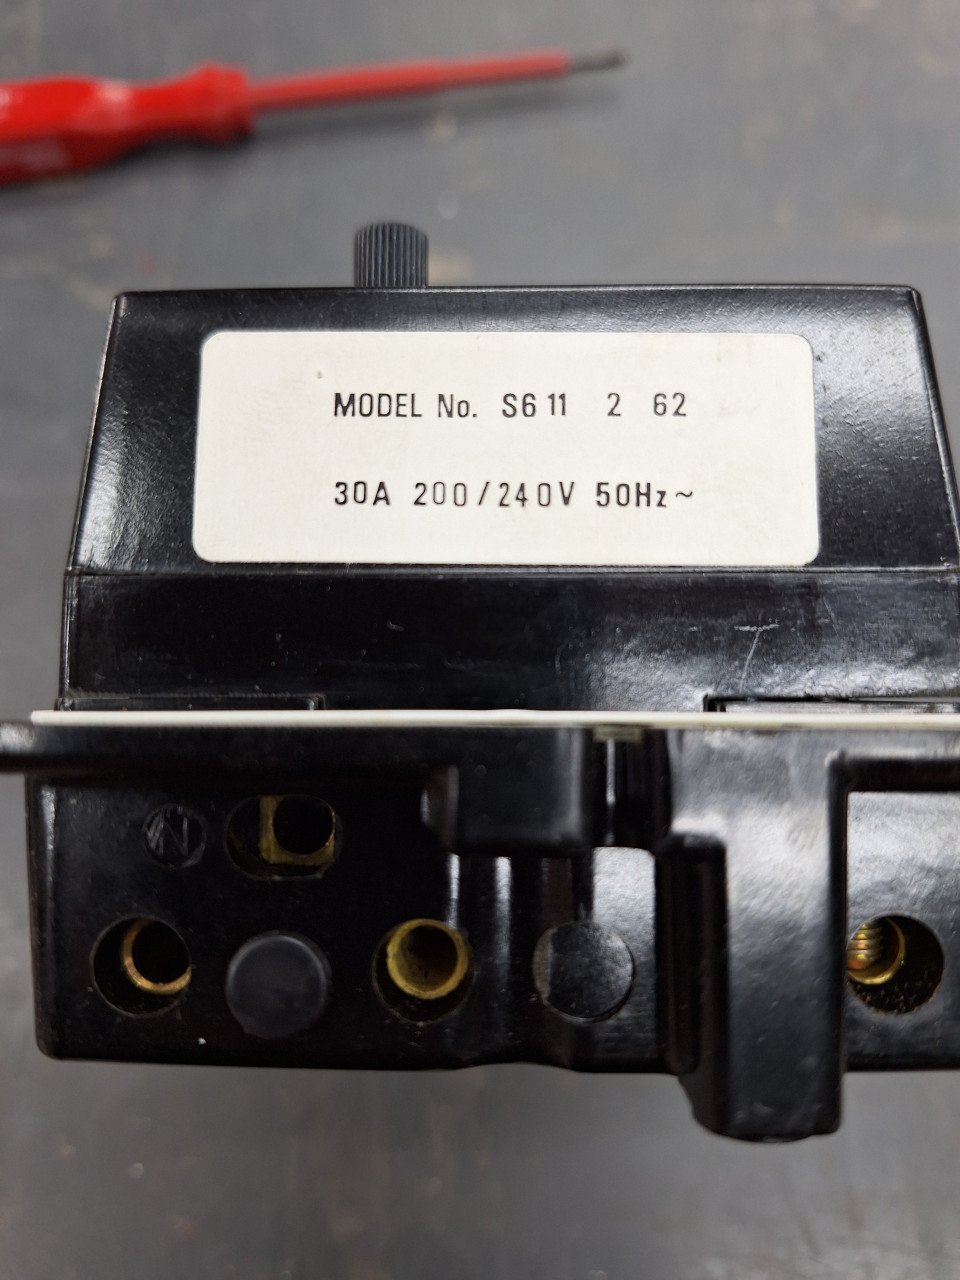 MODEL No. S6 11 2 62
30A 200/240V 50Hz~
N